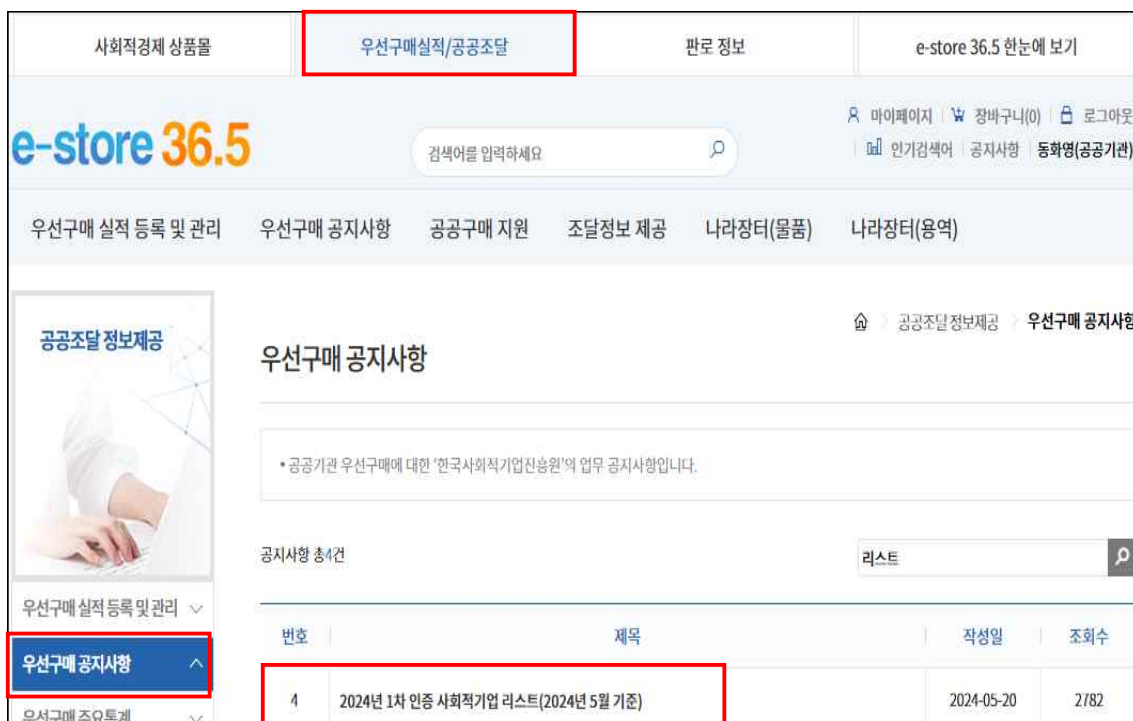 사회적경제 상품몰 우선구매실적/공공조달 판로 정보 e-store 36.5 한눈에 보기
마이페이지 장바구니(0) 로그아웃
e-store 36.5 검색어를 입력하세요 인기검색어 공지사항 동화영(공공기관)
우선구매 실적 등록 및 관리 우선구매 공지사항 공공구매 지원 조달정보 제공 나라장터(물품) 나라장터(용역)
공공조달 정보제공 우선구매 공지사항
공공조달 정보제공
우선구매 공지사항
• 공공기관 우선구매에 대한 '한국사회적기업진흥원'의 업무 공지사항입니다.
공지사항 총4건 리스트
우선구매 실적 등록 및 관리
번호 제목 작성일 조회수
우선구매 공지사항
4 2024년 1차 인증 사회적기업 리스트(2024년 5월 기준) 2024-05-20 2782
우선구매 주요통계